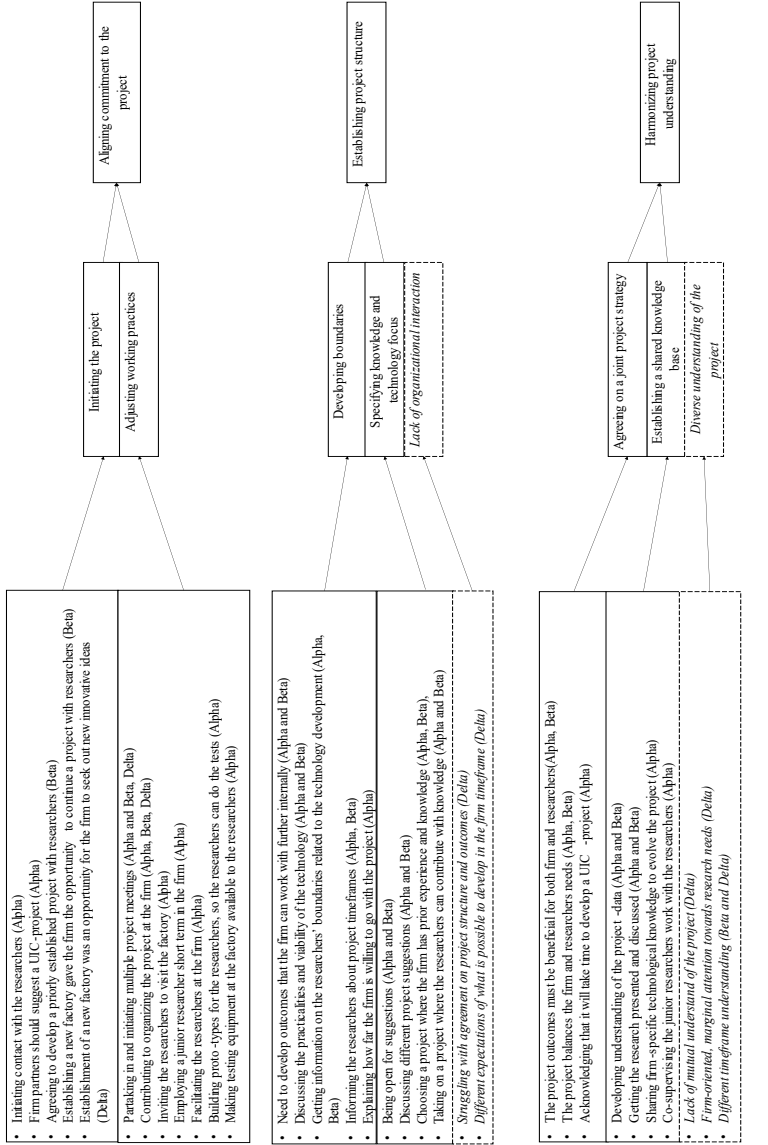 • Initiating contact with the researchers (Alpha)
• Firm partners should suggest a UIC-project (Alpha)
• Agreeing to develop a priorly established project with researchers (Beta)
• Establishing a new factory gave the firm the opportunity to continue a project with researchers (Beta)
• Establishment of a new factory was an opportunity for the firm to seek out new innovative ideas
(Delta)
• Partaking in and initiating multiple project meetings (Alpha and Beta, Delta)
• Contributing to organizing the project at the firm (Alpha, Beta, Delta)
• Inviting the researchers to visit the factory (Alpha)
• Employing a junior researcher short term in the firm (Alpha)
• Facilitating the researchers at the firm (Alpha)
• Building proto -types for the researchers, so the researchers can do the tests (Alpha)
• Making testing equipment at the factory available to the researchers (Alpha)
Initiating the project
Adjusting working practices
Aligning commitment to the
project
• Need to develop outcomes that the firm can work with further internally (Alpha and Beta)
• Discussing the practicalities and viability of the technology (Alpha and Beta)
• Getting information on the researchers' boundaries related to the technology development (Alpha,
Beta)
• Informing the researchers about project timeframes (Alpha, Beta)
• Explaining how far the firm is willing to go with the project (Alpha)
• Being open for suggestions (Alpha and Beta)
• Discussing different project suggestions (Alpha and Beta)
• Choosing a project where the firm has prior experience and knowledge (Alpha, Beta),
• Taking on a project where the researchers can contribute with knowledge (Alpha and Beta)
• Struggling with agreement on project structure and outcomes (Delta)
• Different expectations of what is possible to develop in the firm timeframe (Delta)
Developing boundaries
Specifying knowledge and
technology focus
Lack of organizational interaction
Establishing project structure
• The project outcomes must be beneficial for both firm and researchers(Alpha, Beta)
• The project balances the firm and researchers needs (Alpha, Beta)
• Acknowledging that it will take time to develop a UIC -project (Alpha)
• Developing understanding of the project -data (Alpha and Beta)
• Getting the research presented and discussed (Alpha and Beta)
• Sharing firm -specific technological knowledge to evolve the project (Alpha)
• Co-supervising the junior researchers work with the researchers (Alpha)
• Lack of mutual understand of the project (Delta)
• Firm-oriented, marginal attention towards research needs (Delta)
• Different timeframe understanding (Beta and Delta)
Agreeing on a joint project strategy
Establishing a shared knowledge
base
Diverse understanding of the
project
Harmonizing project
understanding